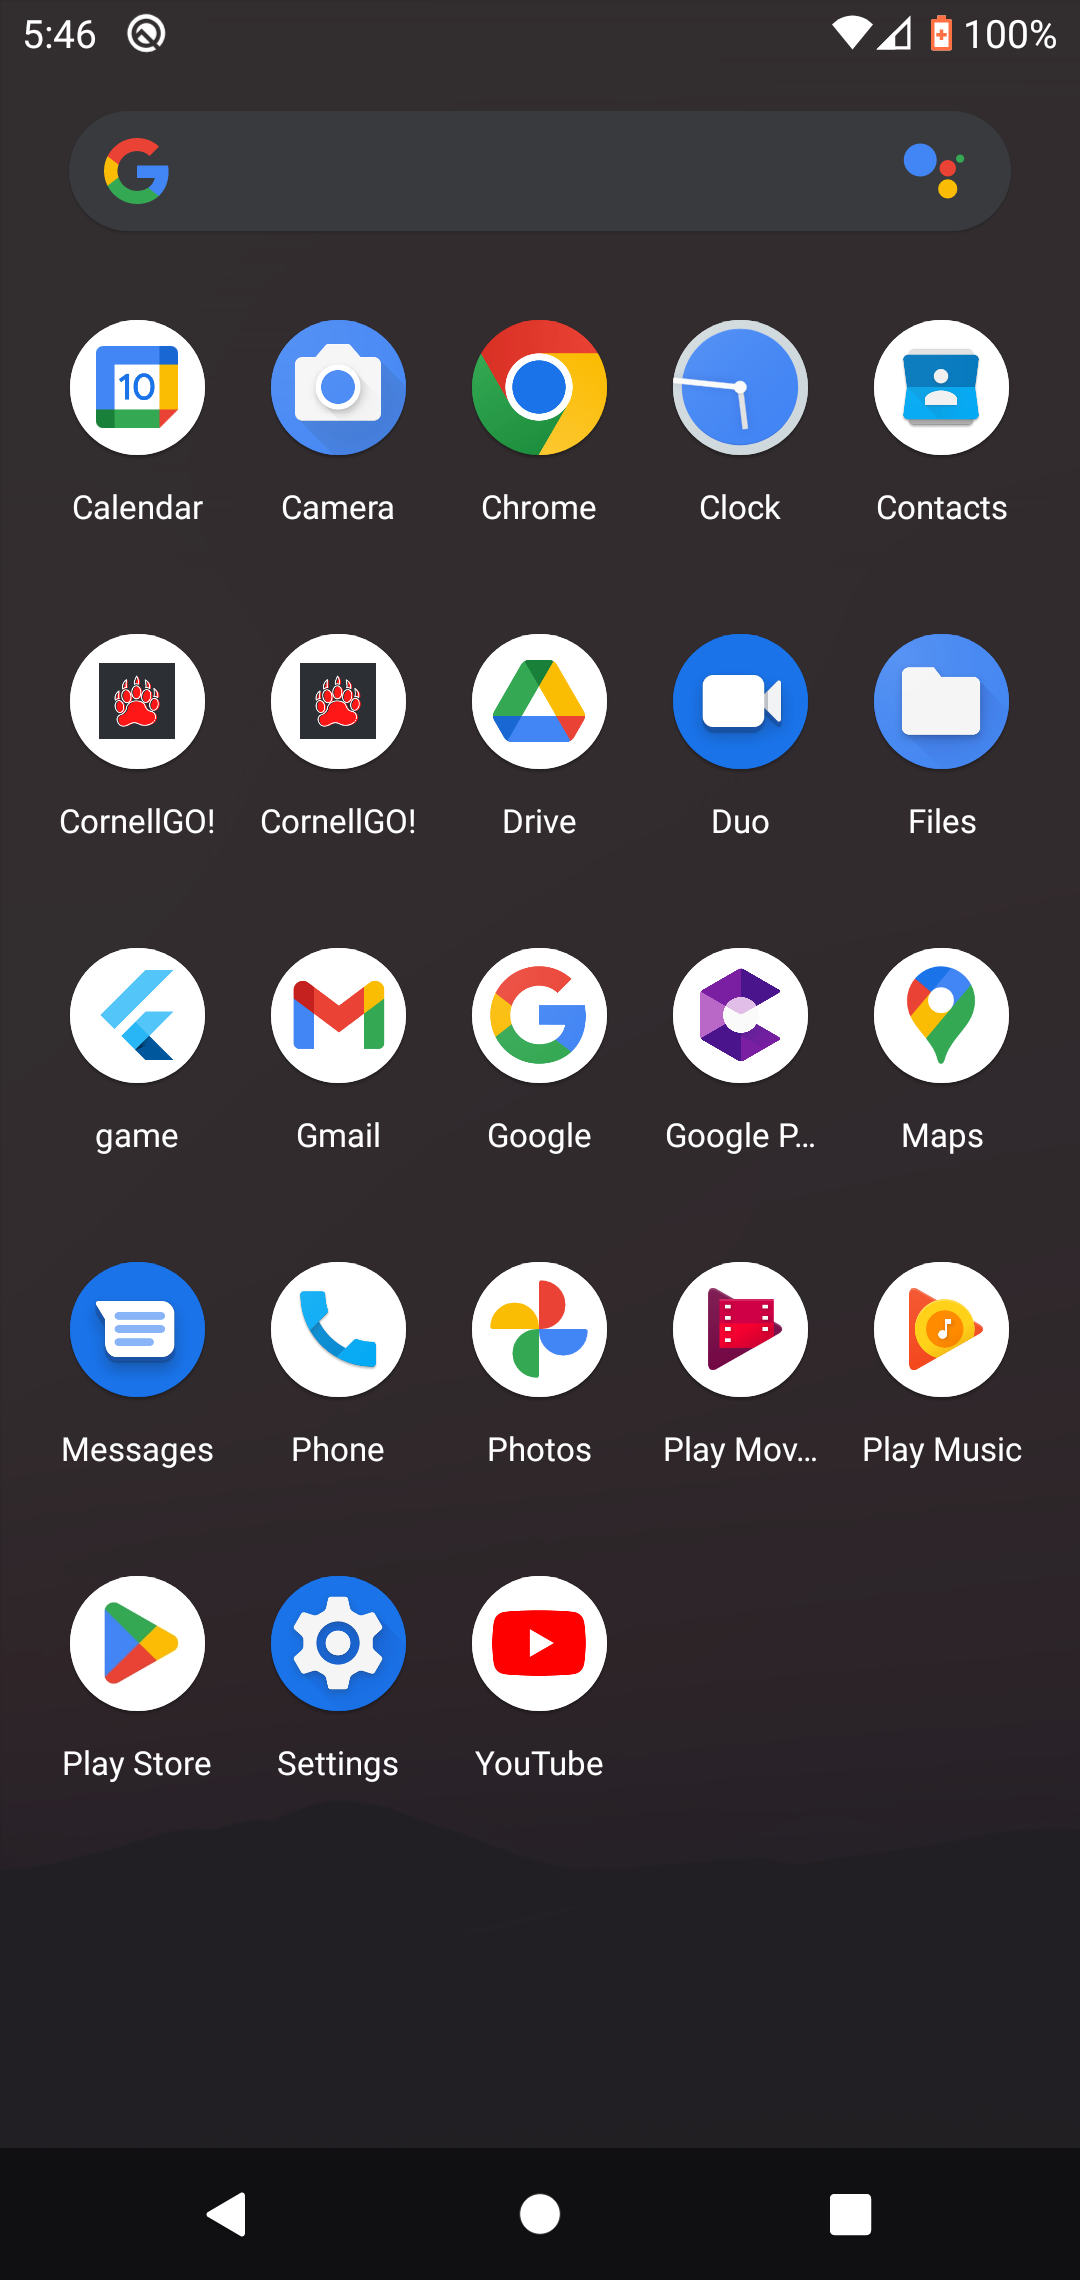 5:46 100%
Calendar Camera Chrome Clock Contacts
CornellGO! CornellGO! Drive Duo Files
game Gmail Google Google P... Maps
Messages Phone Photos Play Mov... Play Music
Play Store Settings YouTube